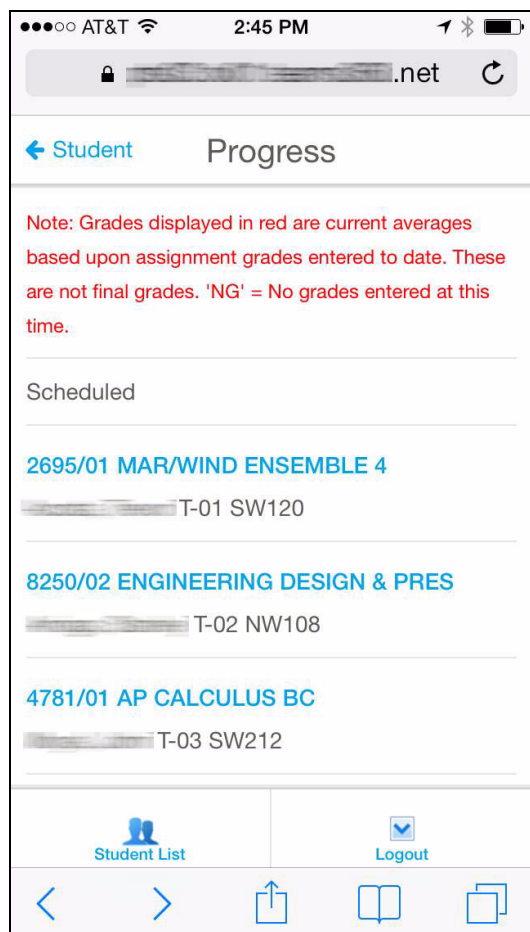 AT&T 2:45 PM
.net
Student Progress
Note: Grades displayed in red are current averages
based upon assignment grades entered to date. These
are not final grades. 'NG' = No grades entered at this
time.
Scheduled
2695/01 MAR/WIND ENSEMBLE 4
T-01 SW120
8250/02 ENGINEERING DESIGN & PRES
T-02 NW108
4781/01 AP CALCULUS BC
T-03 SW212
Student List Logout